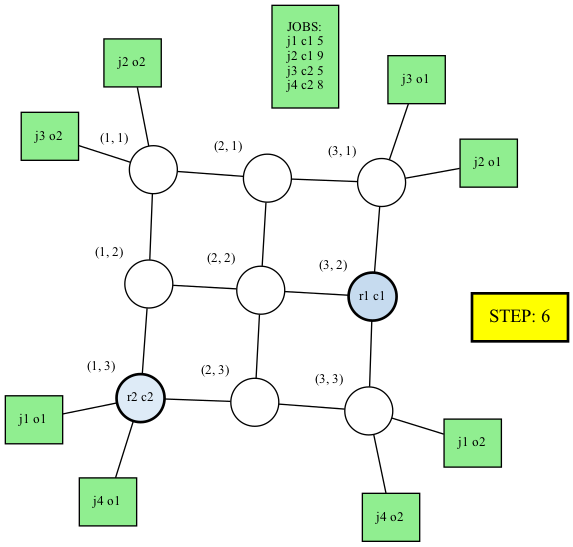 JOBS:
j1 c1 5
j2 c1 9
j3 c2 5
j4 c2 8
j2 o2
j3 o1
j3 o2
(1, 1)
(2, 1)
(3, 1)
j2 o1
(1, 2)
(2, 2)
(3, 2)
r1 c1
STEP: 6
(1, 3)
(2, 3)
(3, 3)
r2 c2
j1 o1
j1 o2
j4 o1
j4 o2